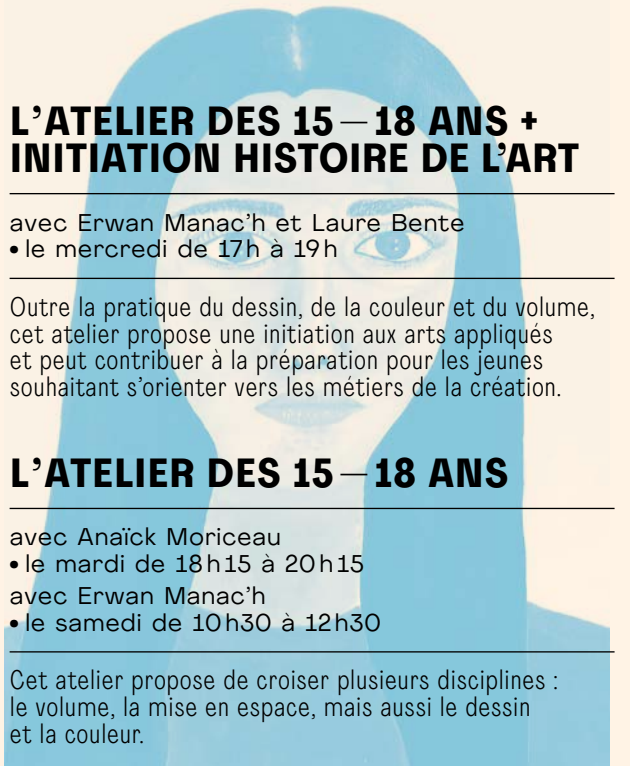 L’ATELIER DES 15 — 18 ANS +
INITIATION HISTOIRE DE L’ART
avec Erwan Manac’h et Laure Bente
• le mercredi de 17h à 19h
Outre la pratique du dessin, de la couleur et du volume,
cet atelier propose une initiation aux arts appliqués
et peut contribuer à la préparation pour les jeunes
souhaitant s’orienter vers les métiers de la création.
L’ATELIER DES 15 — 18 ANS
avec Anaïck Moriceau
• le mardi de 18h15 à 20h15
avec Erwan Manac’h
• le samedi de 10h30 à 12h30
Cet atelier propose de croiser plusieurs disciplines :
le volume, la mise en espace, mais aussi le dessin
et la couleur.